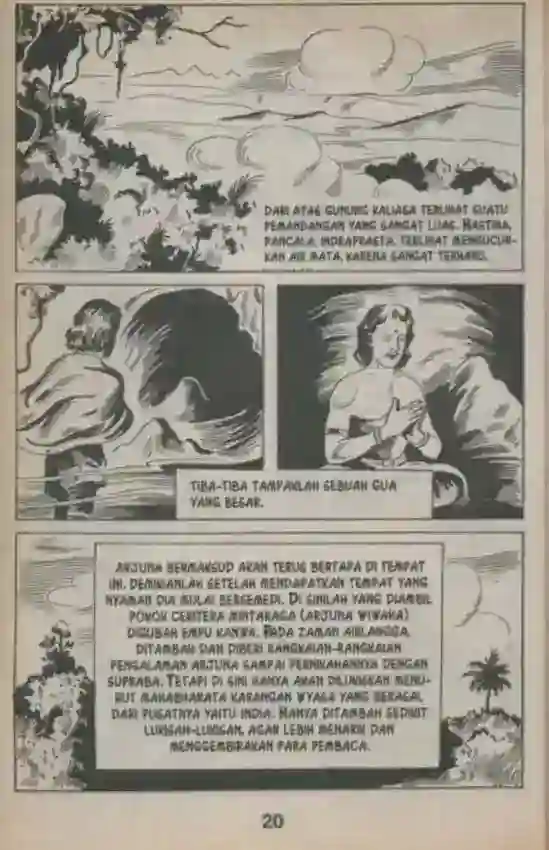 DARI ATAS GUNUNG KALIASA TERLIHAT SUATU
PEMANDANGAN YANG SANGAT LUAS. HASTINA,
PANCALA, INDRAPRASTA, TERLIHAT MENGUCUR-
KAN AIR MATA, KARENA SANGAT TERHARU.
TIBA-TIBA TAMPAKLAH SEBUAH GUA
YANG BESAR.
ARJUNA BERMAKSUD AKAN TERUS BERTAPA DI TEMPAT
INI. DEMIKIANLAH SETELAH MENDAPATKAN TEMPAT YANG
NYAMAN DIA MULAI BERSEMEDI. DI SINILAH YANG DIAMBIL
POKOK CERITERA MINTARAGA (ARJUNA WIWAHA)
DIGUBAH EMPU KANWA. PADA ZAMAN AIRLANGGA,
DITAMBAH DAN DIBERI RANGKAIAN-RANGKAIAN
PENGALAMAN ARJUNA SAMPAI PERNIKAHANNYA DENGAN
SUPRABA. TETAPI DI SINI HANYA AKAN DILUKISKAN MENU-
RUT MAHABHARATA KARANGAN WYASA YANG BERASAL
DARI PUSATNYA YAITU INDIA. HANYA DITAMBAH SEDIKIT
LUKISAN-LUKISAN, AGAR LEBIH MENARIK DAN
MENGGEMBIRAKAN PARA PEMBACA.
20